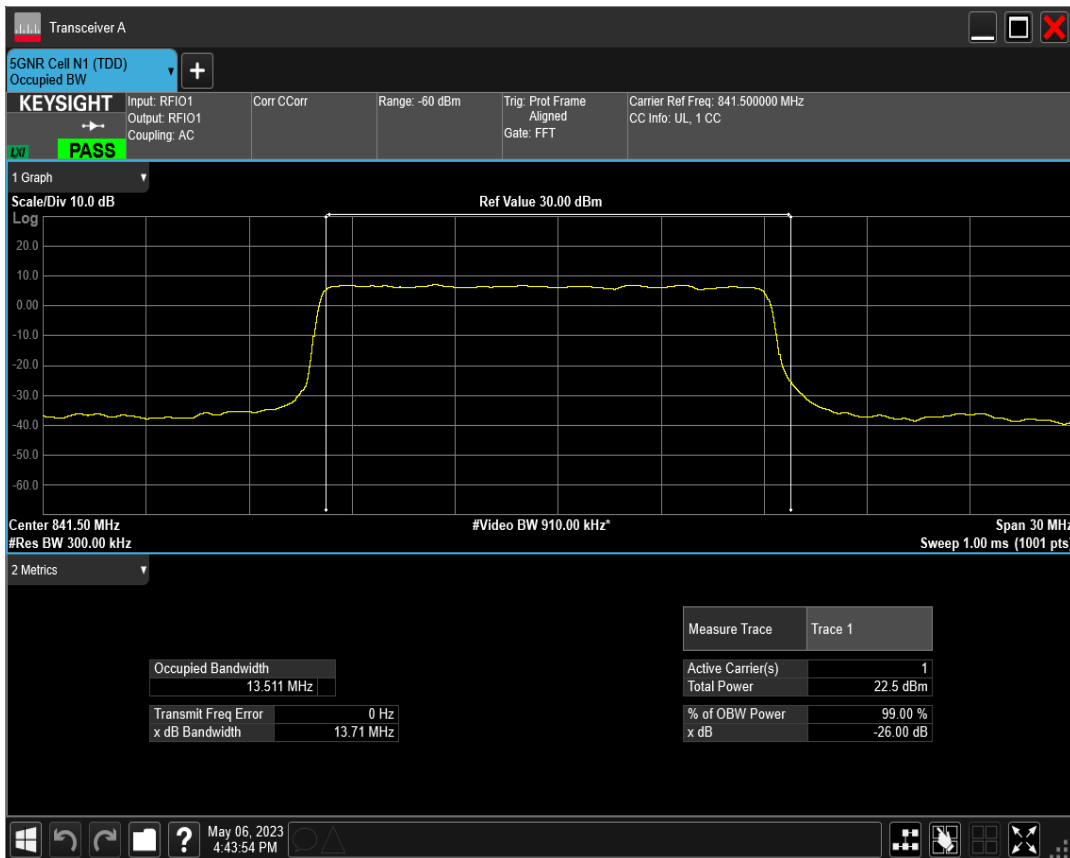 Transceiver A
5GNR Cell N1 (TDD)
Occupied BW
KEYSIGHT
LXI
PASS
Input: RFIO1
Output: RFIO1
Coupling: AC
Corr CCorr
Range: -60 dBm
Trig: Prot Frame
Aligned
Gate: FFT
Carrier Ref Freq: 841.500000 MHz
CC Info: UL, 1 CC
1 Graph
Scale/Div 10.0 dB
Ref Value 30.00 dBm
Log
20.0
10.0
0.00
-10.0
-20.0
-30.0
-40.0
-50.0
-60.0
Center 841.50 MHz
#Video BW 910.00 kHz*
Span 30 MHz
#Res BW 300.00 kHz
Sweep 1.00 ms (1001 pts)
2 Metrics
Measure Trace Trace 1
Occupied Bandwidth
13.511 MHz
Active Carrier(s) 1
Total Power 22.5 dBm
Transmit Freq Error 0 Hz
x dB Bandwidth 13.71 MHz
% of OBW Power 99.00 %
x dB -26.00 dB
May 06, 2023
4:43:54 PM